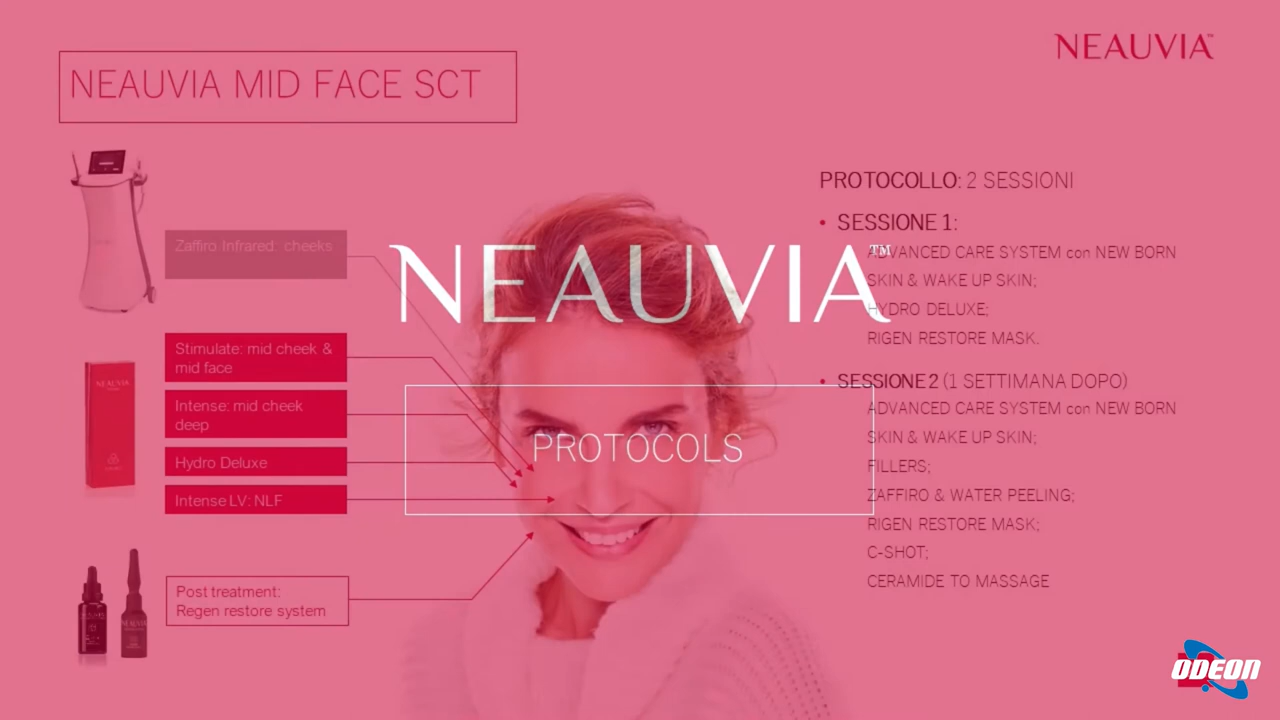 NEAUVIA™
NEAUVIA MID FACE SCT
Zaffiro Infrared: cheeks
Stimulate: mid cheek &
mid face
Intense: mid cheek
deep
Hydro Deluxe
Intense LV: NLF
Post treatment:
Regen restore system
NEAUVIA
NEAUVIA™
PROTOCOLS
PROTOCOLLO: 2 SESSIONI
• SESSIONE 1:
ADVANCED CARE SYSTEM con NEW BORN
SKIN & WAKE UP SKIN;
HYDRO DELUXE;
RIGEN RESTORE MASK.
• SESSIONE 2 (1 SETTIMANA DOPO)
ADVANCED CARE SYSTEM con NEW BORN
SKIN & WAKE UP SKIN;
FILLERS;
ZAFFIRO & WATER PEELING;
RIGEN RESTORE MASK;
C-SHOT;
CERAMIDE TO MASSAGE
ODEON